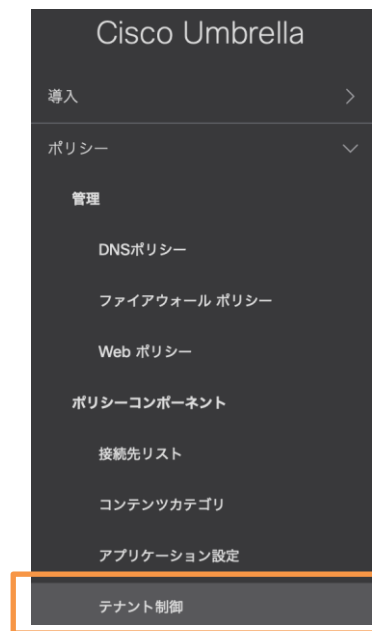 Cisco Umbrella
導入
ポリシー
管理
DNSポリシー
ファイアウォール ポリシー
Web ポリシー
ポリシーコンポーネント
接続先リスト
コンテンツカテゴリ
アプリケーション設定
テナント制御